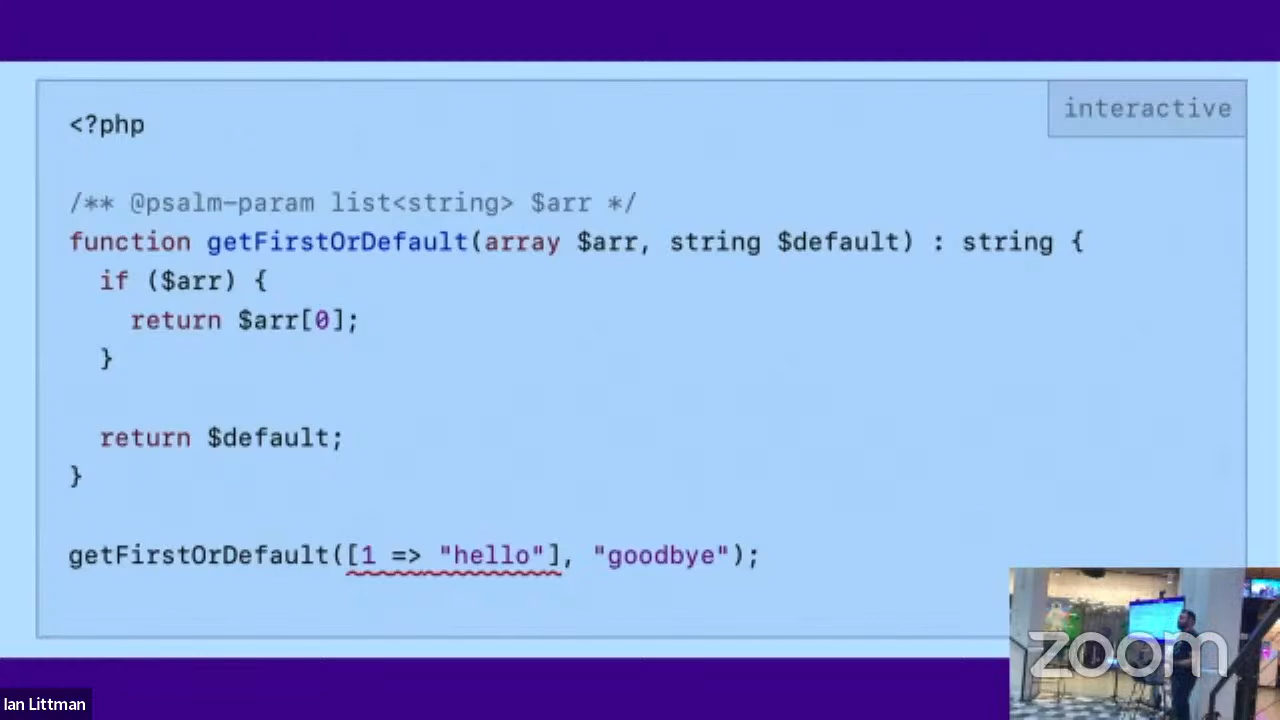 interactive
<?php
/** @psalm-param list<string> $arr */
function getFirstOrDefault(array $arr, string $default) : string {
  if ($arr) {
    return $arr[0];
  }
  return $default;
}
getFirstOrDefault([1 => "hello"], "goodbye");
zoom
Ian Littman